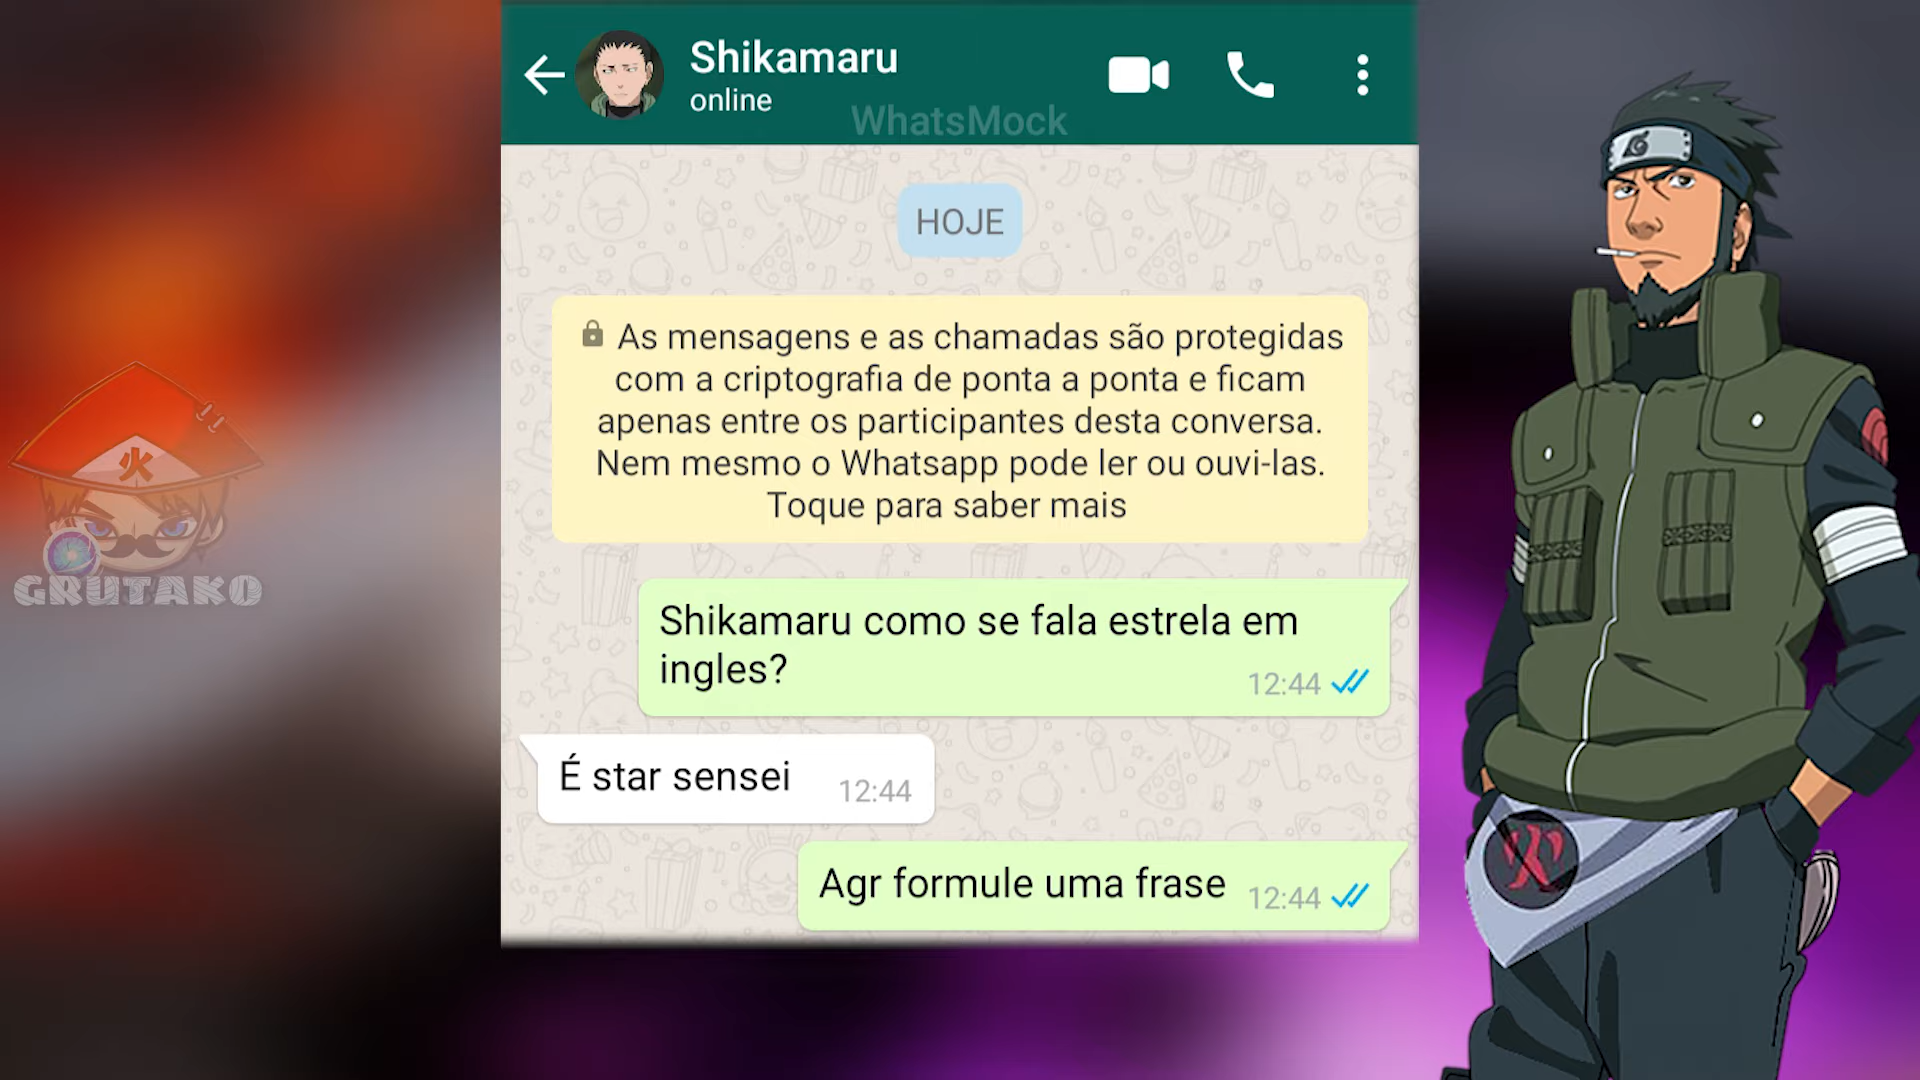 Shikamaru
online
WhatsMock
HOJE
As mensagens e as chamadas são protegidas
com a criptografia de ponta a ponta e ficam
apenas entre os participantes desta conversa.
Nem mesmo o Whatsapp pode ler ou ouvi-las.
Toque para saber mais
Shikamaru como se fala estrela em
ingles?
12:44
É star sensei
12:44
Agr formule uma frase
12:44
火
GRUTAKO
火